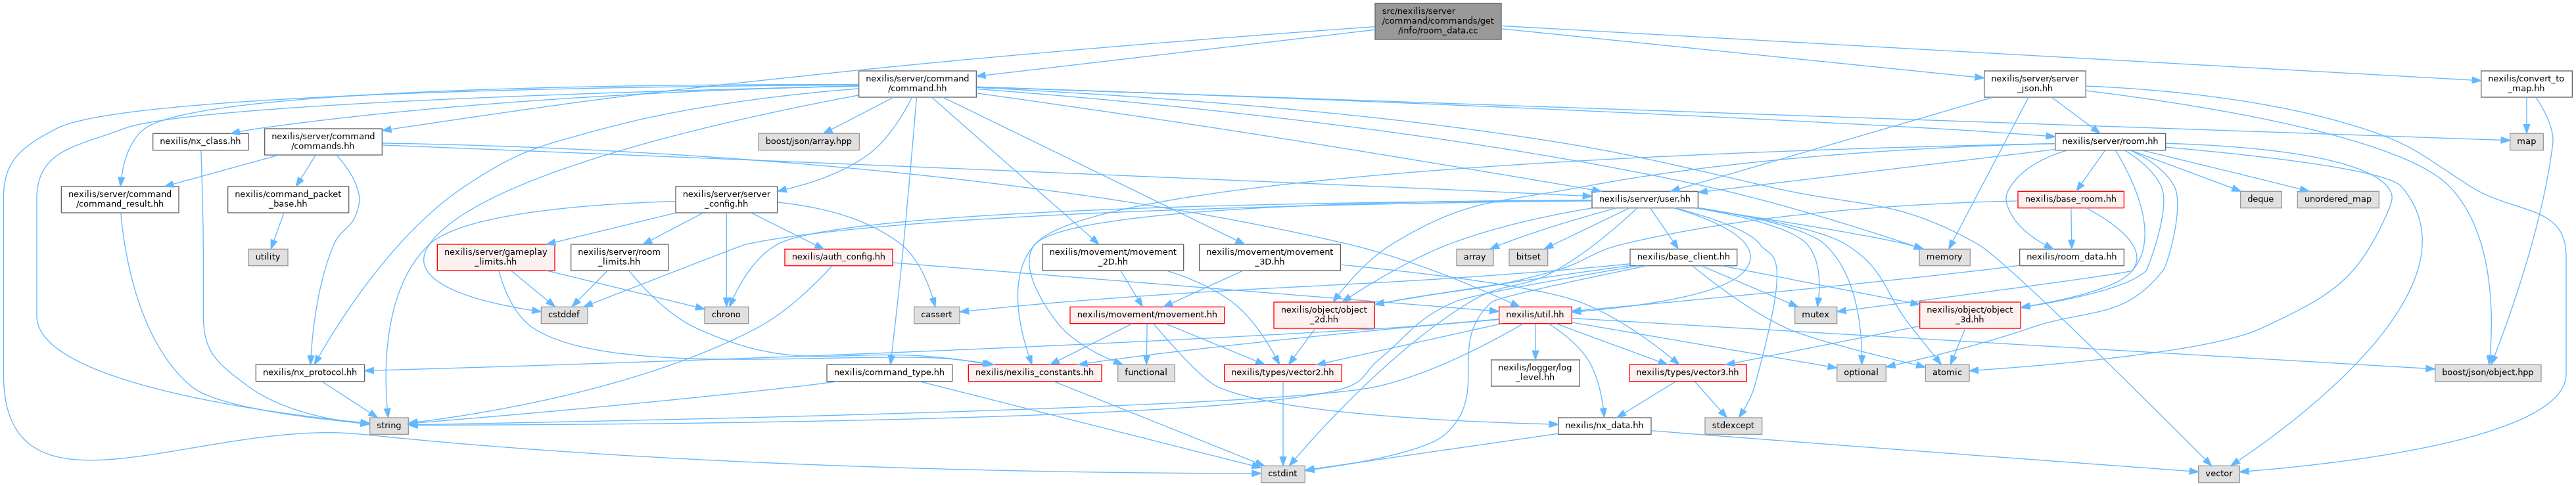 src/nexilis/server
/command/commands/get
/info/room_data.cc
nexilis/server/command
/command.hh
nexilis/server/server
_json.hh
nexilis/convert_to
_map.hh
nexilis/nx_class.hh
nexilis/server/command
/commands.hh
boost/json/array.hpp
nexilis/server/room.hh
map
nexilis/server/command
/command_result.hh
nexilis/command_packet
_base.hh
nexilis/server/server
_config.hh
nexilis/server/user.hh
nexilis/base_room.hh
deque
unordered_map
utility
nexilis/server/gameplay
_limits.hh
nexilis/server/room
_limits.hh
nexilis/auth_config.hh
nexilis/movement/movement
_2D.hh
nexilis/movement/movement
_3D.hh
array
bitset
nexilis/base_client.hh
memory
nexilis/room_data.hh
cstddef
chrono
cassert
nexilis/movement/movement.hh
nexilis/object/object
_2d.hh
nexilis/util.hh
mutex
nexilis/object/object
_3d.hh
nexilis/nx_protocol.hh
nexilis/command_type.hh
nexilis/nexilis_constants.hh
functional
nexilis/types/vector2.hh
nexilis/logger/log
_level.hh
nexilis/types/vector3.hh
optional
atomic
boost/json/object.hpp
string
nexilis/nx_data.hh
stdexcept
cstdint
vector